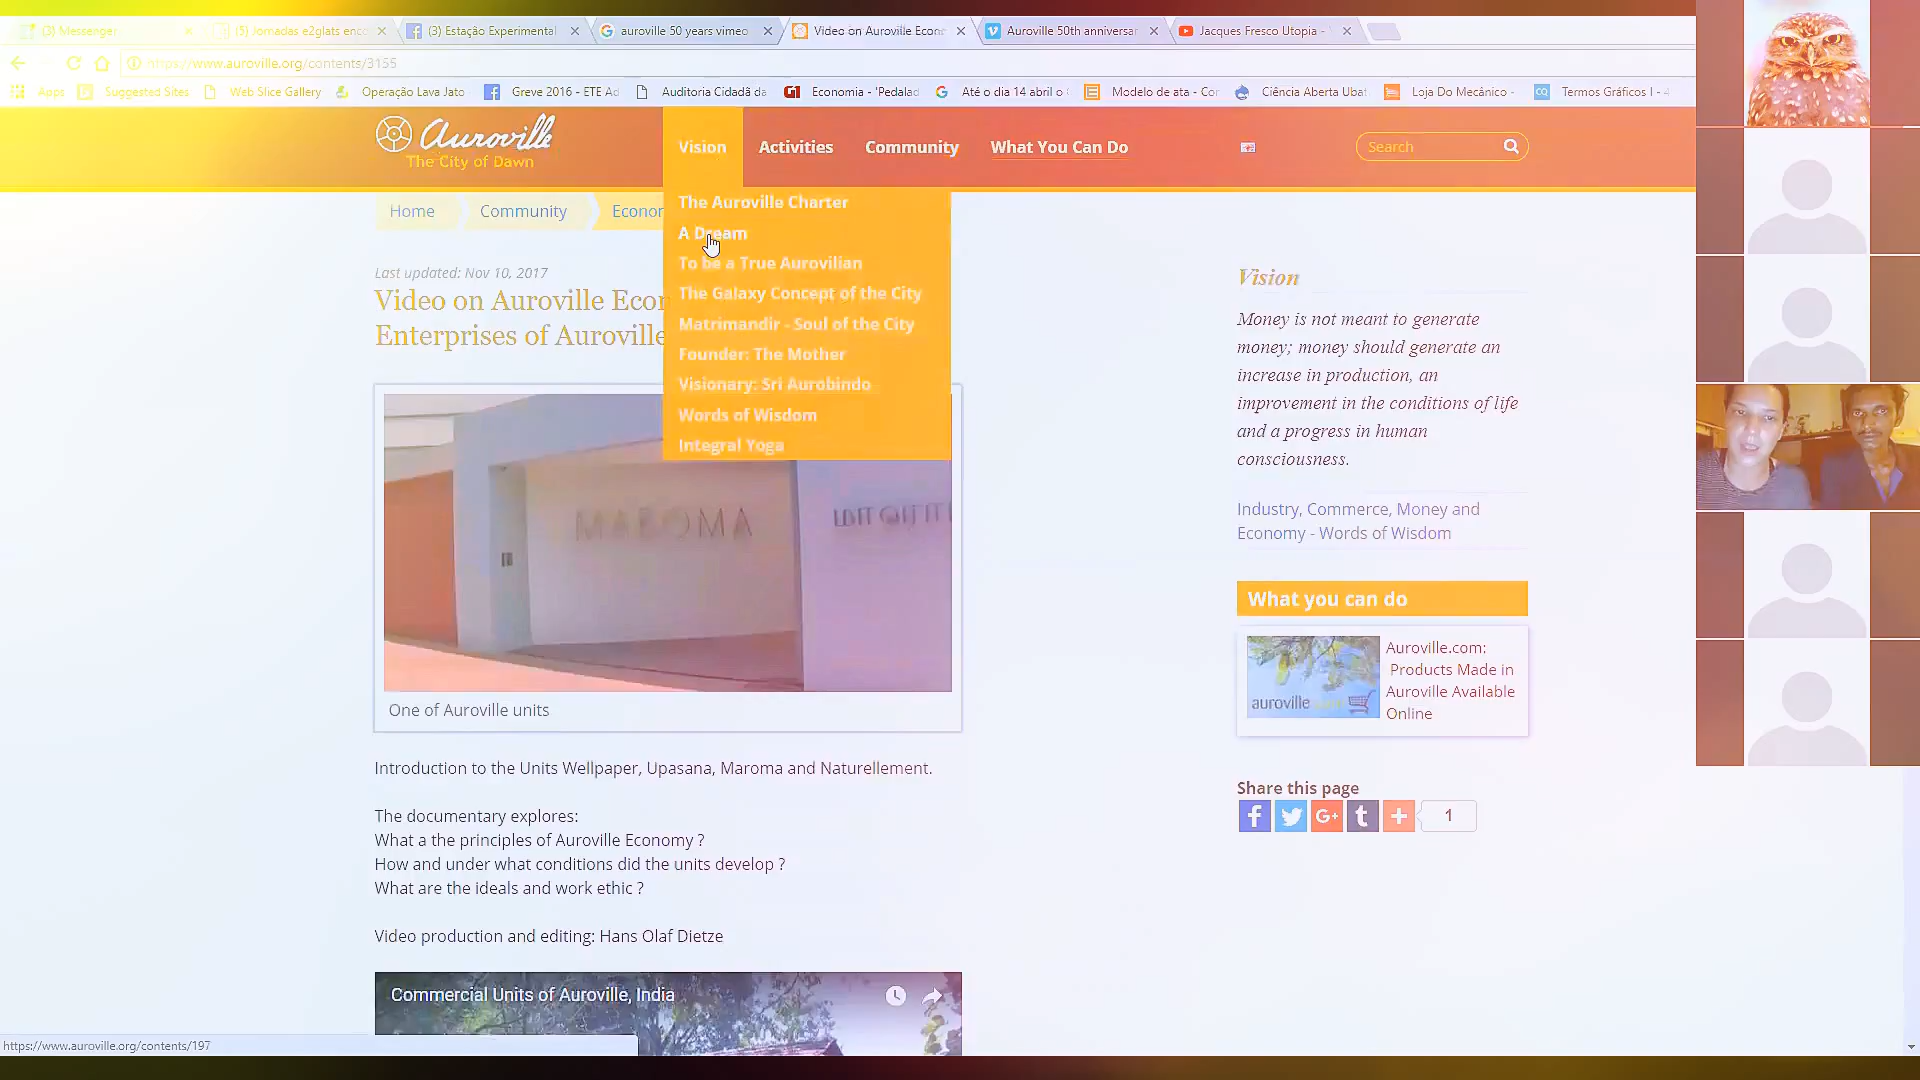 (3) Messenger
(5) Jornadas e2glats enc
(3) Estação Experimental
auroville 50 years vimeo
Video on Auroville Econ
Auroville 50th anniversar
Jacques Fresco Utopia -
https://www.auroville.org/contents/3155
Apps
Suggested Sites
Web Slice Gallery
Operação Lava Jato
Greve 2016 - ETE Ad
Auditoria Cidadã da
Economia - 'Pedalad
Até o dia 14 abril o
Modelo de ata - Cor
Ciência Aberta Ubat
Loja Do Mecânico -
Termos Gráficos I - 4
Auroville
The City of Dawn
Vision
Activities
Community
What You Can Do
Search
The Auroville Charter
A Dream
To be a True Aurovilian
The Galaxy Concept of the City
Matrimandir - Soul of the City
Founder: The Mother
Visionary: Sri Aurobindo
Words of Wisdom
Integral Yoga
Home
Community
Econor
Last updated: Nov 10, 2017
Video on Auroville Econ
Enterprises of Auroville
MAROMA
One of Auroville units
Introduction to the Units Wellpaper, Upasana, Maroma and Naturellement.
The documentary explores:
What a the principles of Auroville Economy ?
How and under what conditions did the units develop ?
What are the ideals and work ethic ?
Video production and editing: Hans Olaf Dietze
Commercial Units of Auroville, India
Vision
Money is not meant to generate
money; money should generate an
increase in production, an
improvement in the conditions of life
and a progress in human
consciousness.
Industry, Commerce, Money and
Economy - Words of Wisdom
What you can do
auroville
Auroville.com:
Products Made in
Auroville Available
Online
Share this page
1
https://www.auroville.org/contents/197